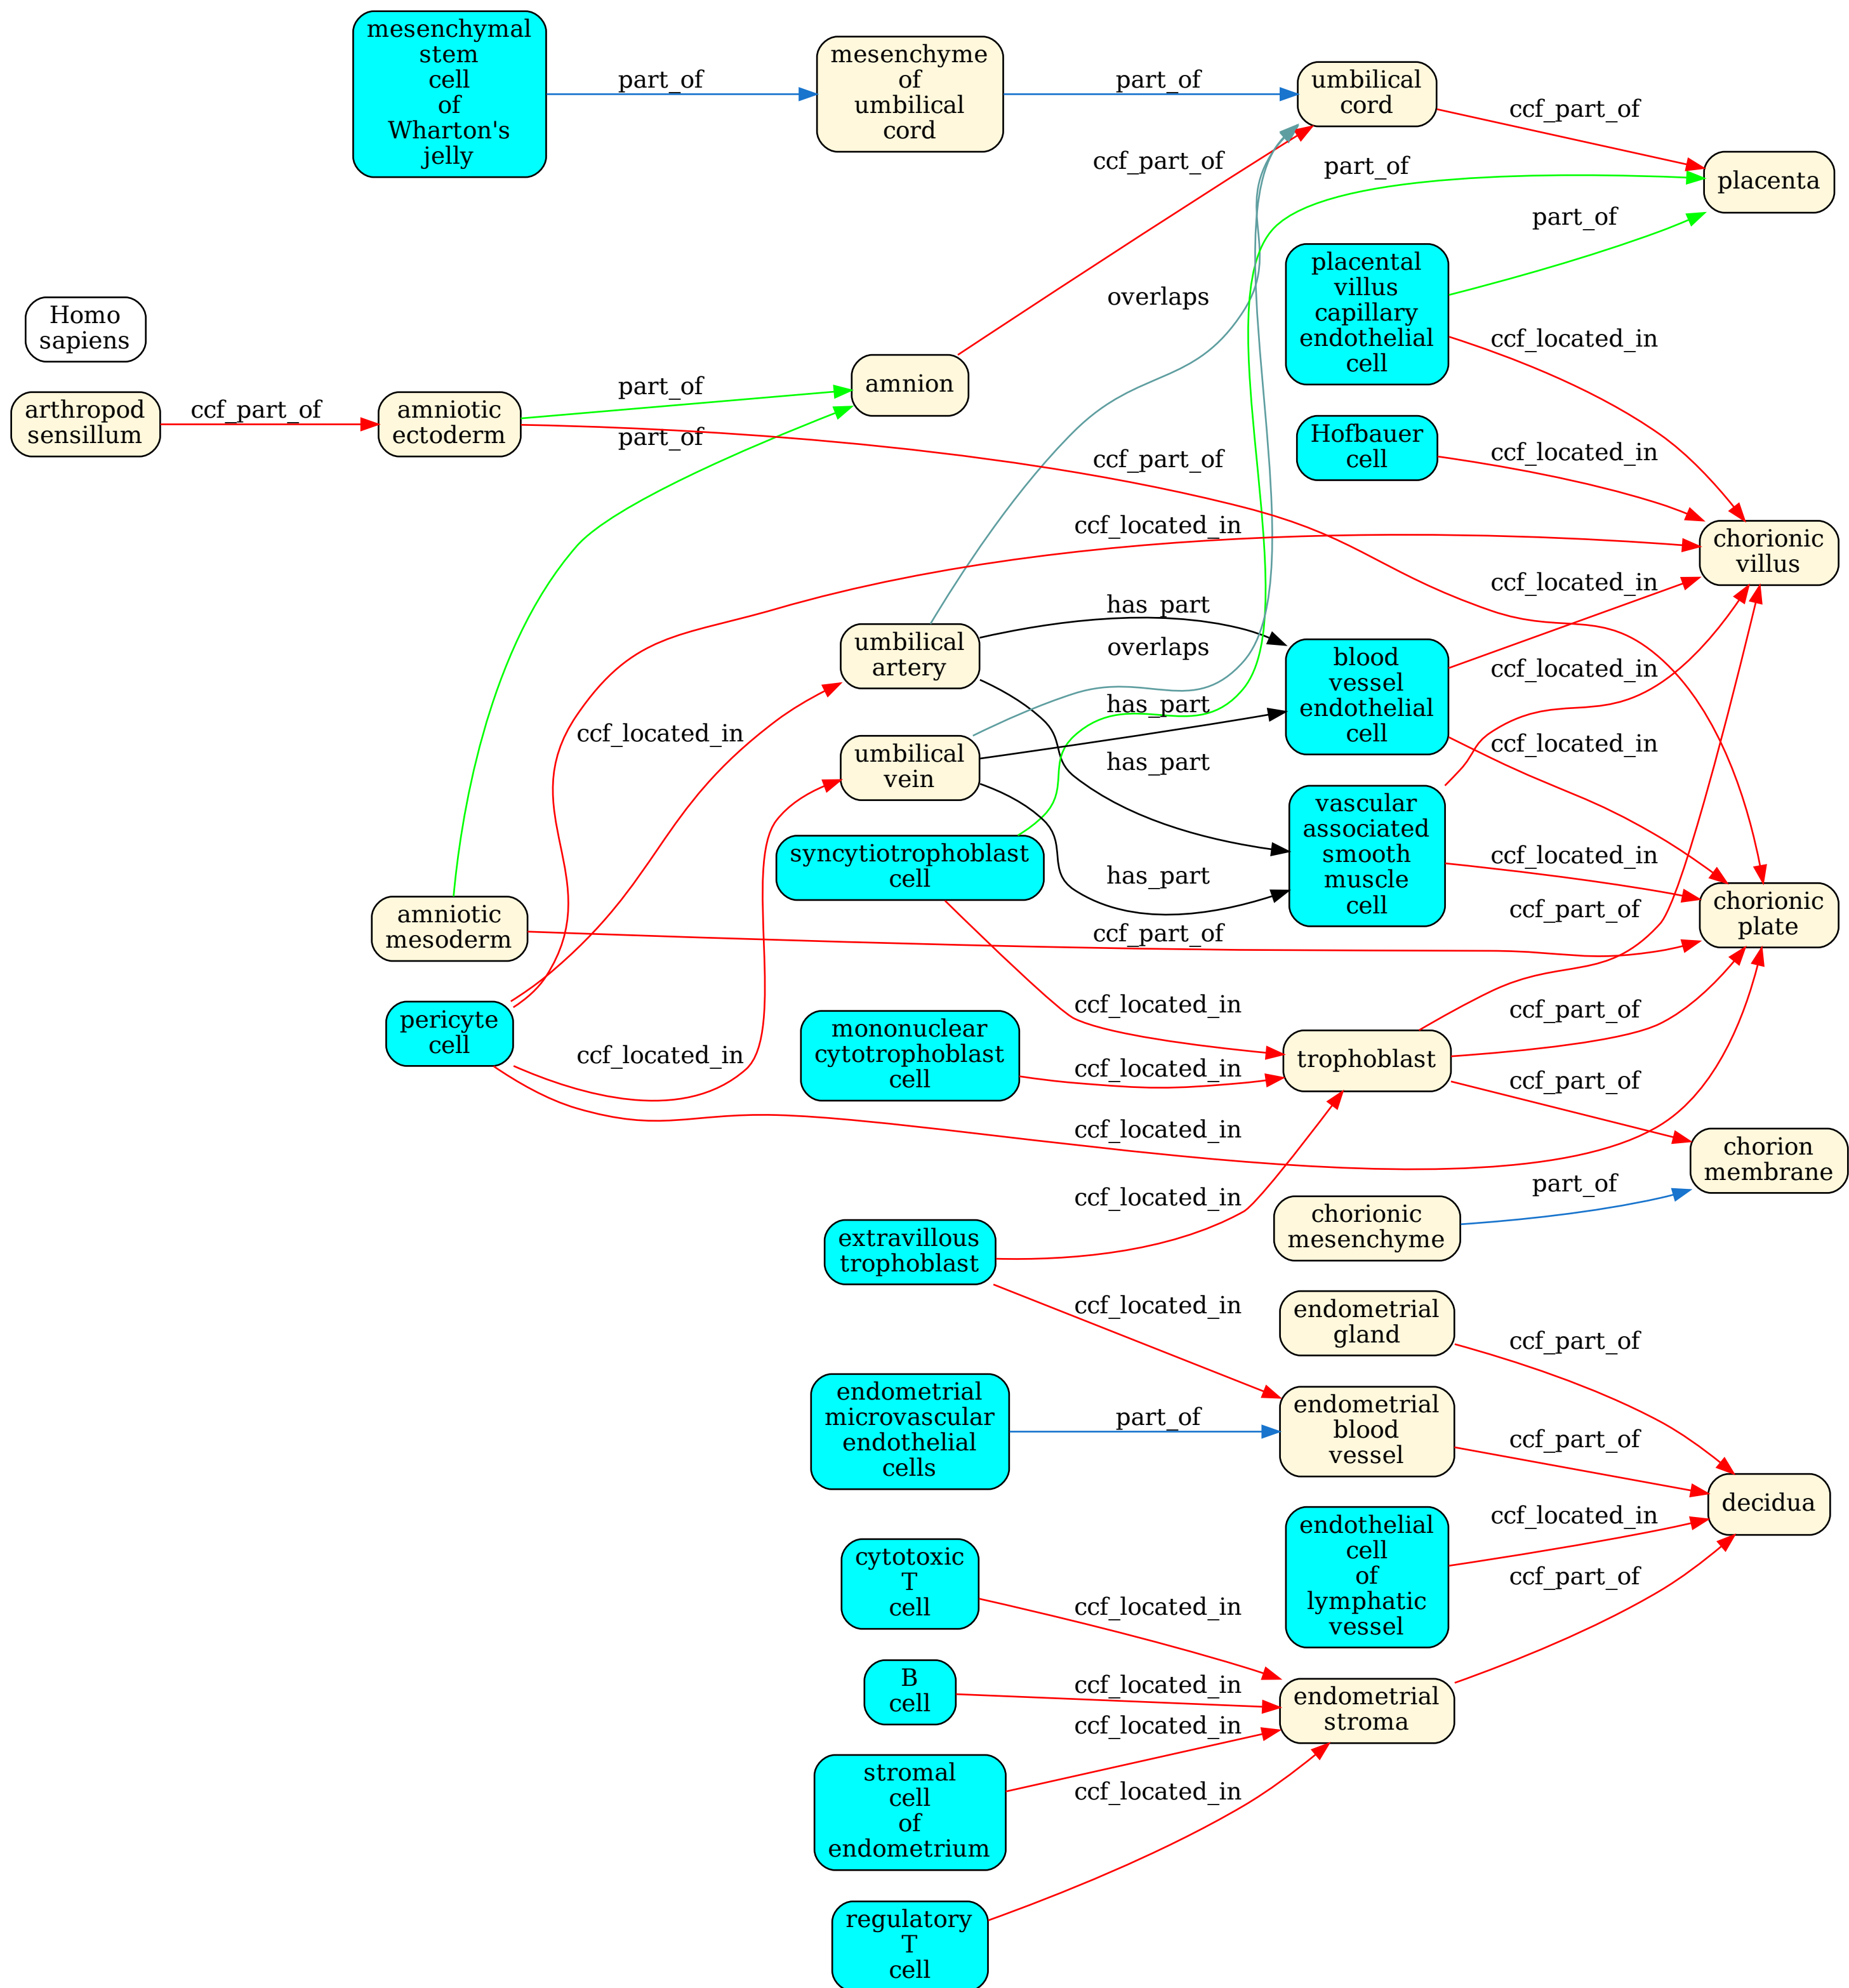 mesenchymal
stem
cell
of
Wharton's
jelly
part_of
mesenchyme
of
umbilical
cord
part_of
umbilical
cord
ccf_part_of
placenta
ccf_part_of
part_of
part_of
overlaps
placental
villus
capillary
endothelial
cell
ccf_located_in
Homo
sapiens
arthropod
sensillum
ccf_part_of
amniotic
ectoderm
part_of
part_of
amnion
ccf_part_of
Hofbauer
cell
ccf_located_in
chorionic
villus
ccf_located_in
umbilical
artery
has_part
overlaps
has_part
has_part
has_part
blood
vessel
endothelial
cell
ccf_located_in
ccf_located_in
ccf_located_in
ccf_located_in
umbilical
vein
syncytiotrophoblast
cell
vascular
associated
smooth
muscle
cell
ccf_located_in
ccf_part_of
chorionic
plate
amniotic
mesoderm
ccf_part_of
pericyte
cell
ccf_located_in
mononuclear
cytotrophoblast
cell
ccf_located_in
ccf_located_in
ccf_located_in
trophoblast
ccf_part_of
ccf_part_of
chorion
membrane
extravillous
trophoblast
ccf_located_in
ccf_located_in
chorionic
mesenchyme
part_of
endometrial
gland
ccf_part_of
endometrial
microvascular
endothelial
cells
part_of
endometrial
blood
vessel
ccf_part_of
decidua
endothelial
cell
of
lymphatic
vessel
ccf_located_in
ccf_part_of
cytotoxic
T
cell
ccf_located_in
B
cell
ccf_located_in
endometrial
stroma
stromal
cell
of
endometrium
ccf_located_in
regulatory
T
cell
ccf_located_in